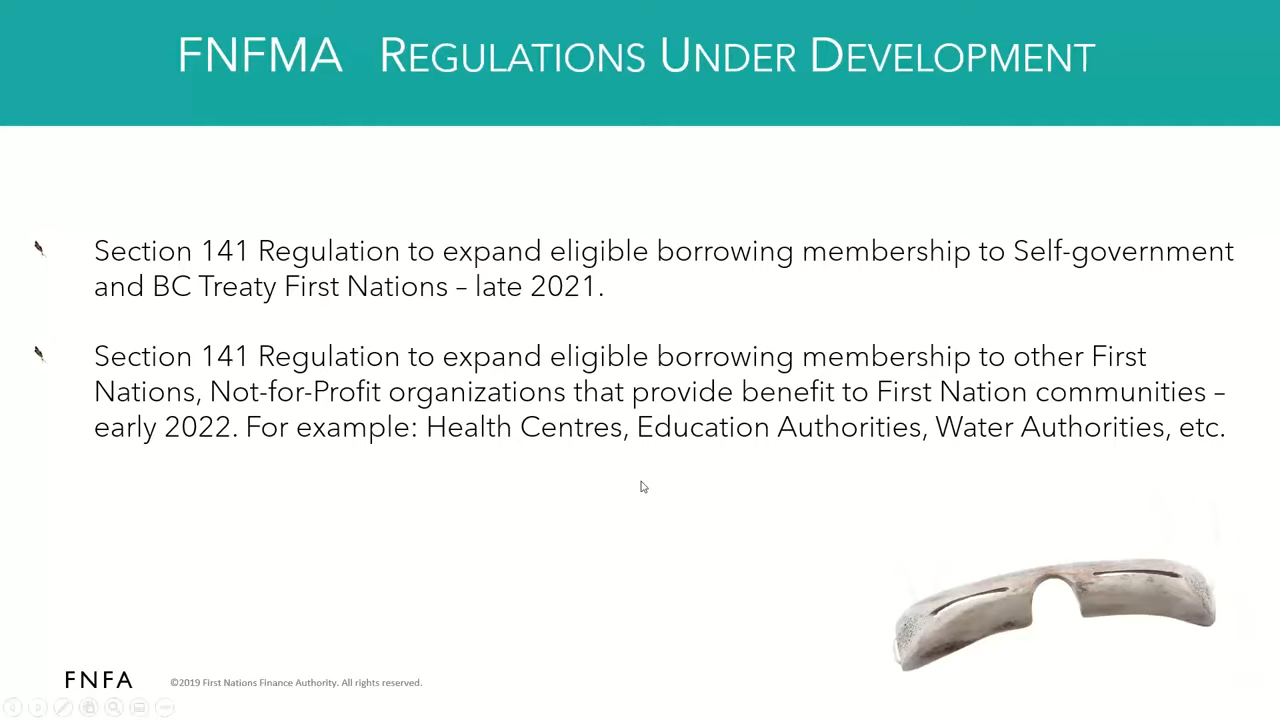 FNFMA REGULATIONS UNDER DEVELOPMENT
Section 141 Regulation to expand eligible borrowing membership to Self-government
and BC Treaty First Nations – late 2021.
Section 141 Regulation to expand eligible borrowing membership to other First
Nations, Not-for-Profit organizations that provide benefit to First Nation communities –
early 2022. For example: Health Centres, Education Authorities, Water Authorities, etc.
FNFA ©2019 First Nations Finance Authority. All rights reserved.